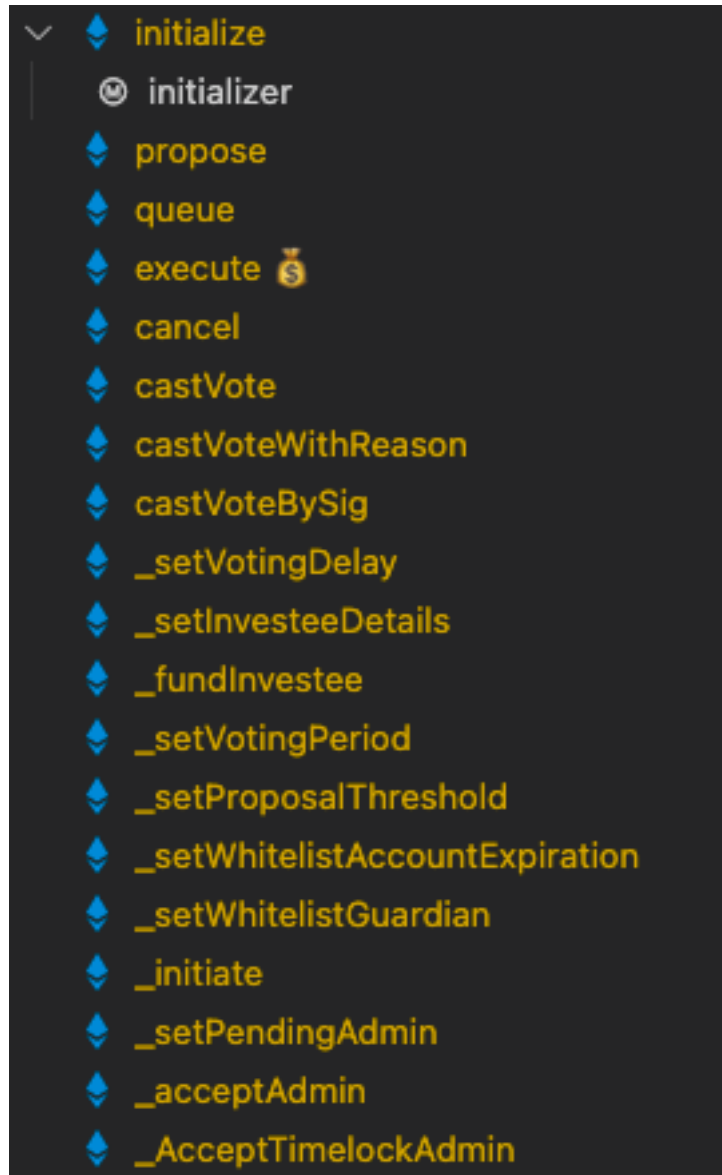 initialize
initializer
propose
queue
execute 💰
cancel
castVote
castVoteWithReason
castVoteBySig
_setVotingDelay
_setInvesteeDetails
_fundInvestee
_setVotingPeriod
_setProposalThreshold
_setWhitelistAccountExpiration
_setWhitelistGuardian
_initiate
_setPendingAdmin
_acceptAdmin
_AcceptTimelockAdmin